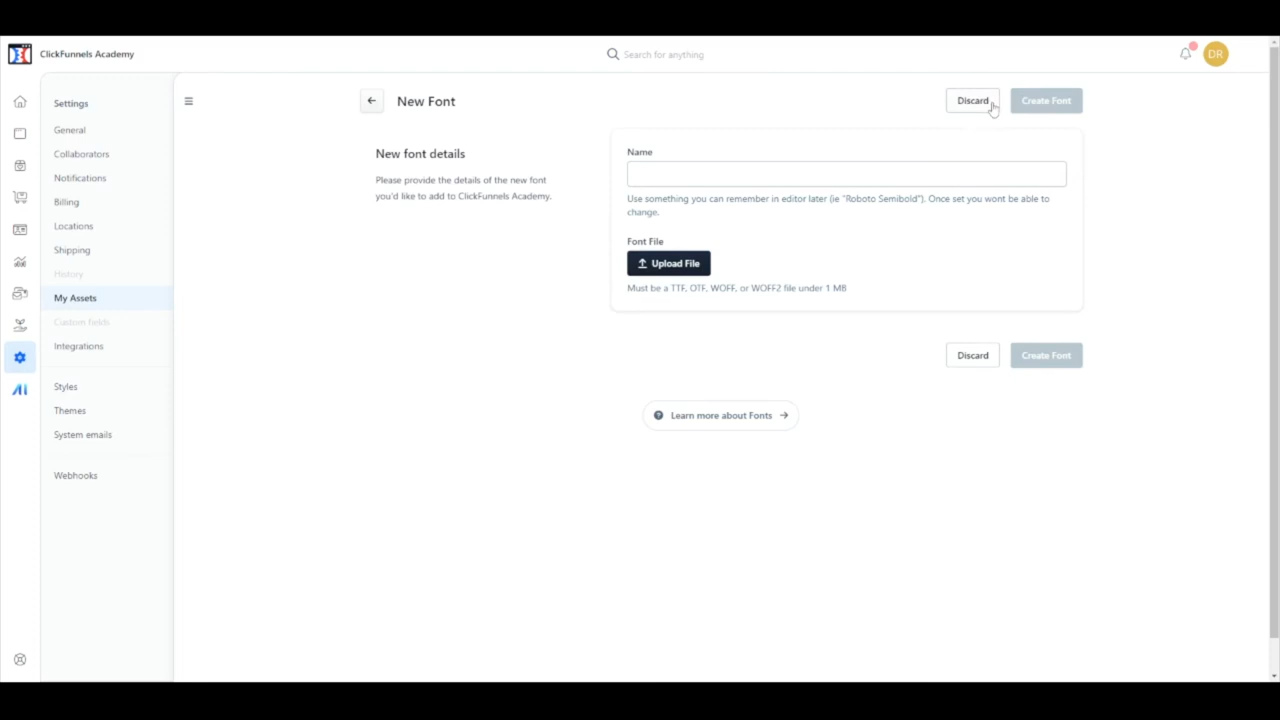 ClickFunnels Academy
Search for anything
DR
Settings
General
Collaborators
Notifications
Billing
Locations
Shipping
History
My Assets
Custom fields
Integrations
Styles
Themes
System emails
Webhooks
AI
New Font
Discard
Create Font
New font details
Please provide the details of the new font
you'd like to add to ClickFunnels Academy.
Name
Use something you can remember in editor later (ie "Roboto Semibold"). Once set you wont be able to
change.
Font File
Upload File
Must be a TTF, OTF, WOFF, or WOFF2 file under 1 MB
Discard
Create Font
Learn more about Fonts